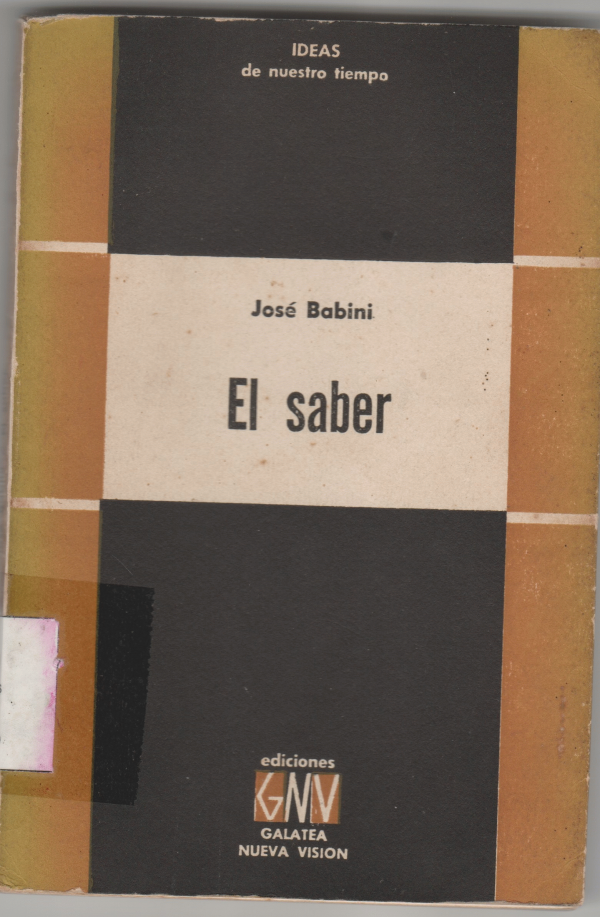 IDEAS
de nuestro tiempo
José Babini
El saber
ediciones
GNV
GALATEA
NUEVA VISION